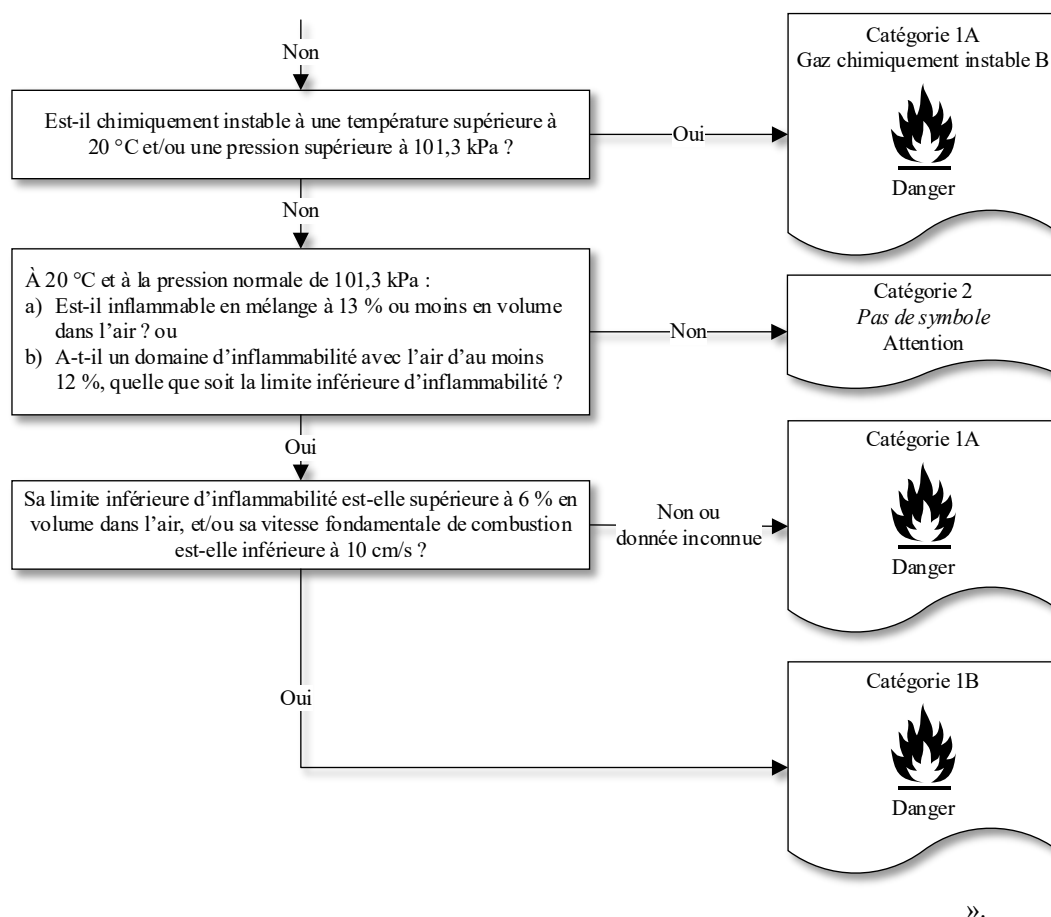 Non
Catégorie 1A
Gaz chimiquement instable B
Danger
Est-il chimiquement instable à une température supérieure à
20 °C et/ou une pression supérieure à 101,3 kPa ?
Oui
Non
À 20 °C et à la pression normale de 101,3 kPa :
a) Est-il inflammable en mélange à 13 % ou moins en volume
dans l’air ? ou
b) A-t-il un domaine d’inflammabilité avec l’air d’au moins
12 %, quelle que soit la limite inférieure d’inflammabilité ?
Non
Catégorie 2
Pas de symbole
Attention
Oui
Sa limite inférieure d’inflammabilité est-elle supérieure à 6 % en
volume dans l’air, et/ou sa vitesse fondamentale de combustion
est-elle inférieure à 10 cm/s ?
Non ou
donnée inconnue
Catégorie 1A
Danger
Oui
Catégorie 1B
Danger
».